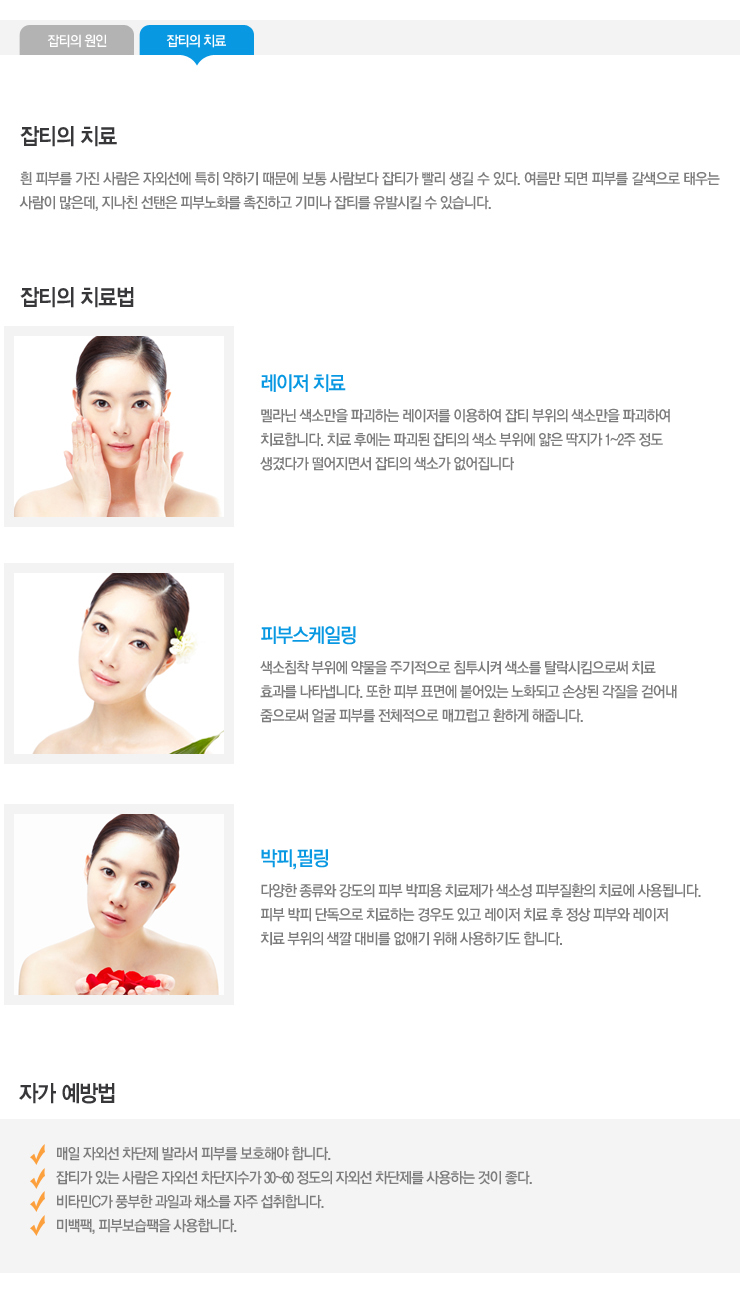 잡티의 원인
잡티의 치료
잡티의 치료
흰 피부를 가진 사람은 자외선에 특히 약하기 때문에 보통 사람보다 잡티가 빨리 생길 수 있다. 여름만 되면 피부를 갈색으로 태우는
사람이 많은데, 지나친 선탠은 피부노화를 촉진하고 기미나 잡티를 유발시킬 수 있습니다.
잡티의 치료법
레이저 치료
멜라닌 색소만을 파괴하는 레이저를 이용하여 잡티 부위의 색소만을 파괴하여
치료합니다. 치료 후에는 파괴된 잡티의 색소 부위에 얇은 딱지가 1~2주 정도
생겼다가 떨어지면서 잡티의 색소가 없어집니다
피부스케일링
색소침착 부위에 약물을 주기적으로 침투시켜 색소를 탈락시킴으로써 치료
효과를 나타냅니다. 또한 피부 표면에 붙어있는 노화되고 손상된 각질을 걷어내
줌으로써 얼굴 피부를 전체적으로 매끄럽고 환하게 해줍니다.
박피,필링
다양한 종류와 강도의 피부 박피용 치료제가 색소성 피부질환의 치료에 사용됩니다.
피부 박피 단독으로 치료하는 경우도 있고 레이저 치료 후 정상 피부와 레이저
치료 부위의 색깔 대비를 없애기 위해 사용하기도 합니다.
자가 예방법
매일 자외선 차단제 발라서 피부를 보호해야 합니다.
잡티가 있는 사람은 자외선 차단지수가 30~60 정도의 자외선 차단제를 사용하는 것이 좋다.
비타민C가 풍부한 과일과 채소를 자주 섭취합니다.
미백팩, 피부보습팩을 사용합니다.